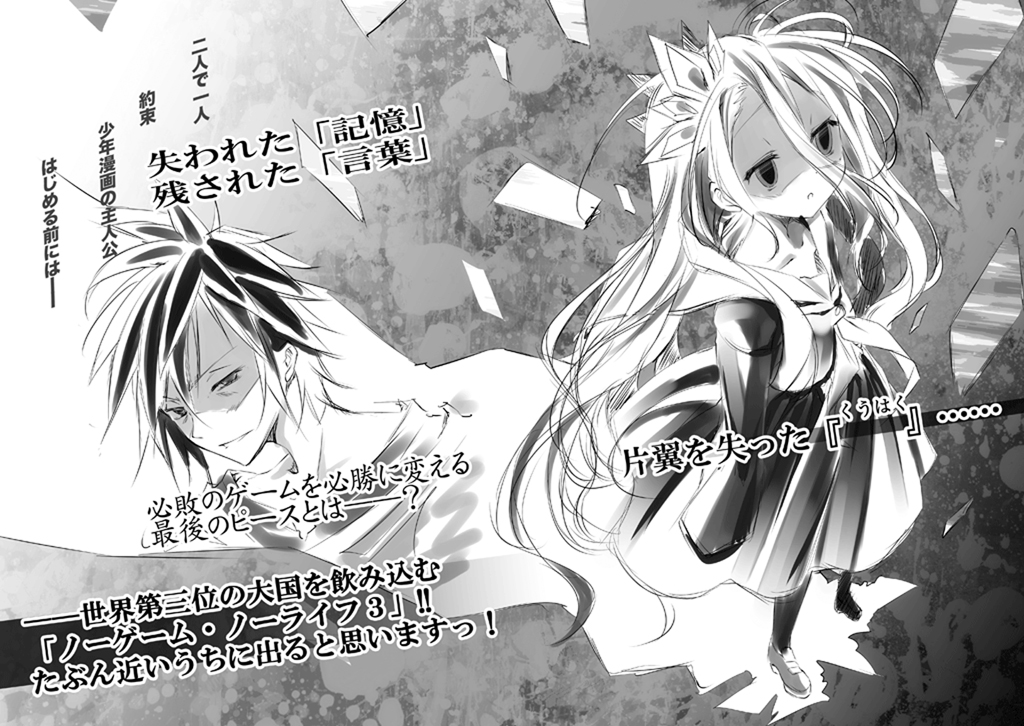 片翼を失った『　』……
くうはく
失われた「記憶」
残された「言葉」
二人で一人
約束
少年漫画の主人公
はじめる前には――
必敗のゲームを必勝に変える
最後のピースとは――？
――世界第三位の大国を飲み込む
「ノーゲーム・ノーライフ３」!!
たぶん近いうちに出ると思いますっ！